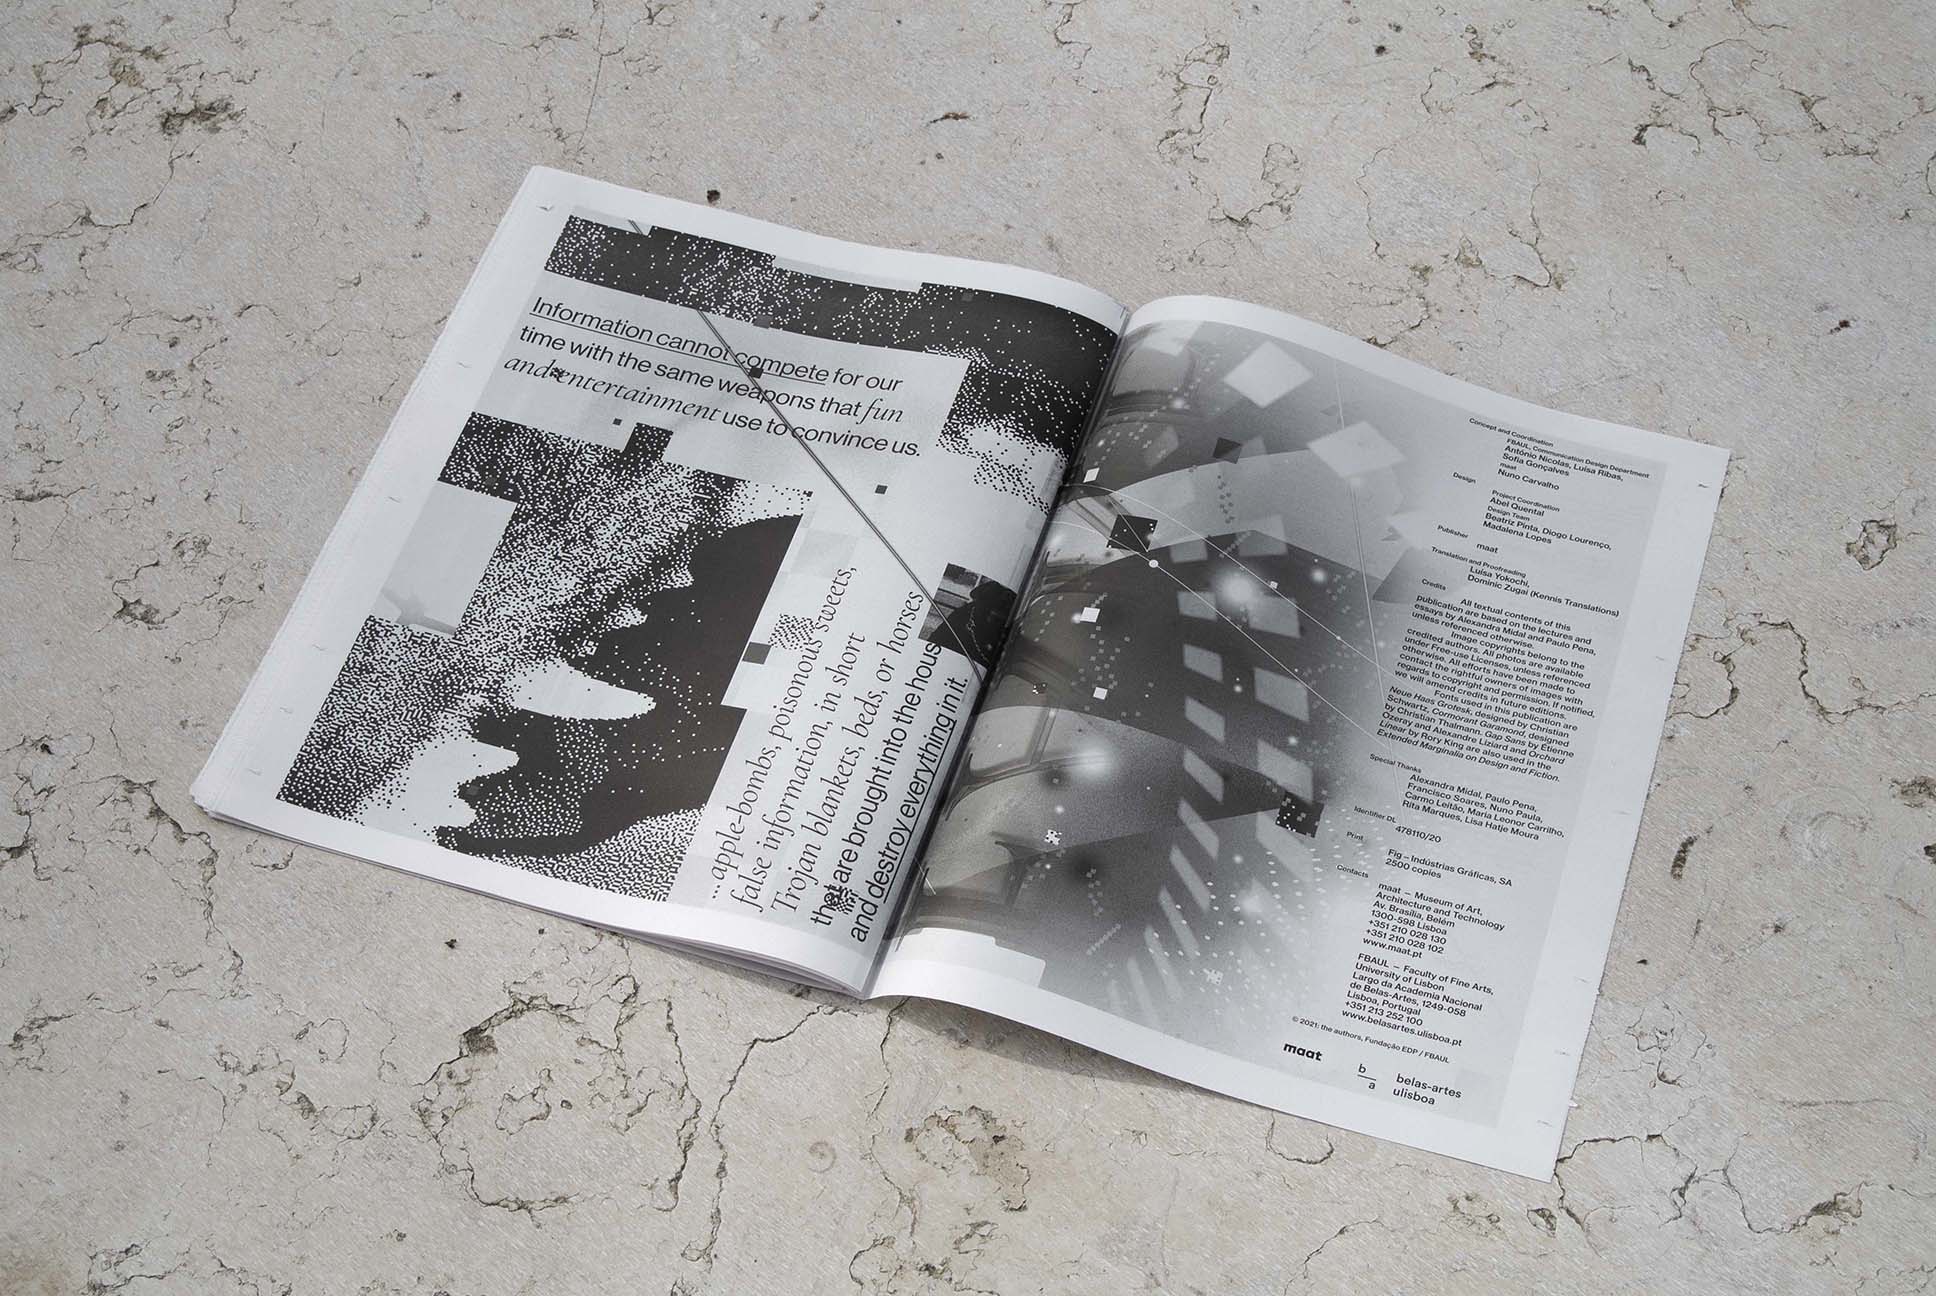 Information cannot compete for our
time with the same weapons that fun
and entertainment use to convince us.
...apple-bombs, poisonous sweets,
false information, in short
Trojan blankets, beds, or horses
that are brought into the hous
and destroy everything in it.
Concept and Coordination
FBAUL, Communication Design Department
António Nicolas, Luísa Ribas,
Sofia Gonçalves
maat
Nuno Carvalho
Design
Project Coordination
Abel Quental
Design Team
Beatriz Pinta, Diogo Lourenço,
Madalena Lopes
Publisher
maat
Translation and Proofreading
Luísa Yokochi,
Dominic Zugai (Kennis Translations)
Credits
All textual contents of this
publication are based on the lectures and
essays by Alexandra Midal and Paulo Pena,
unless referenced otherwise.
Image copyrights belong to the
credited authors. All photos are available
under Free-use Licenses, unless referenced
otherwise. All efforts have been made to
contact the rightful owners of images with
regards to copyright and permission. If notified,
we will amend credits in future editions.
Fonts used in this publication are
Neue Haas Grotesk, designed by Christian
Schwartz, Cormorant Garamond, designed
by Christian Thalmann. Gap Sans by Étienne
Ozeray and Alexandre Liziard and Orchard
Linear by Rory King are also used in the
Extended Marginalia on Design and Fiction.
Special Thanks
Alexandra Midal, Paulo Pena,
Francisco Soares, Nuno Paula,
Carmo Leitão, Maria Leonor Carrilho,
Rita Marques, Lisa Hatje Moura
Identifier DL
478110/20
Print
Fig – Indústrias Gráficas, SA
2500 copies
Contacts
maat – Museum of Art,
Architecture and Technology
Av. Brasília, Belém
1300-598 Lisboa
+351 210 028 130
+351 210 028 102
www.maat.pt
FBAUL – Faculty of Fine Arts,
University of Lisbon
Largo da Academia Nacional
de Belas-Artes, 1249-058
Lisboa, Portugal
+351 213 252 100
www.belasartes.ulisboa.pt
© 2021: the authors, Fundação EDP / FBAUL
maat
b_
a
belas-artes
ulisboa